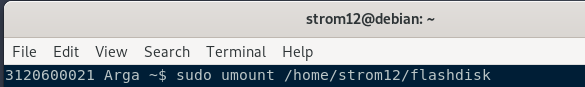 strom12@debian: ~
File Edit View Search Terminal Help
3120600021 Arga ~$ sudo umount /home/strom12/flashdisk